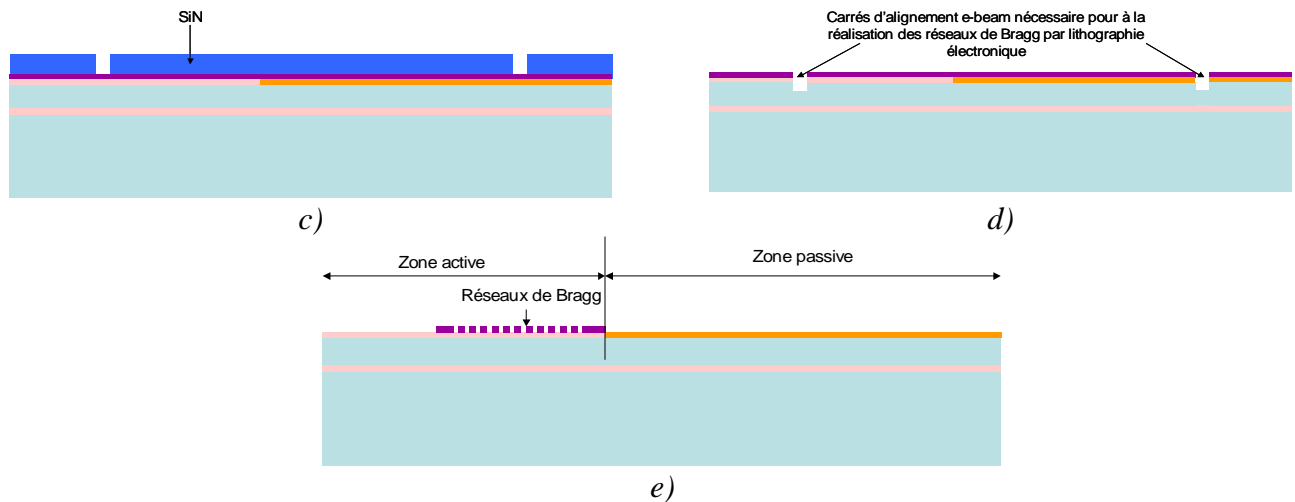 SiN
c)
Carrés d'alignement e-beam nécessaire pour à la
réalisation des réseaux de Bragg par lithographie
électronique
d)
Zone active
Zone passive
Réseaux de Bragg
e)